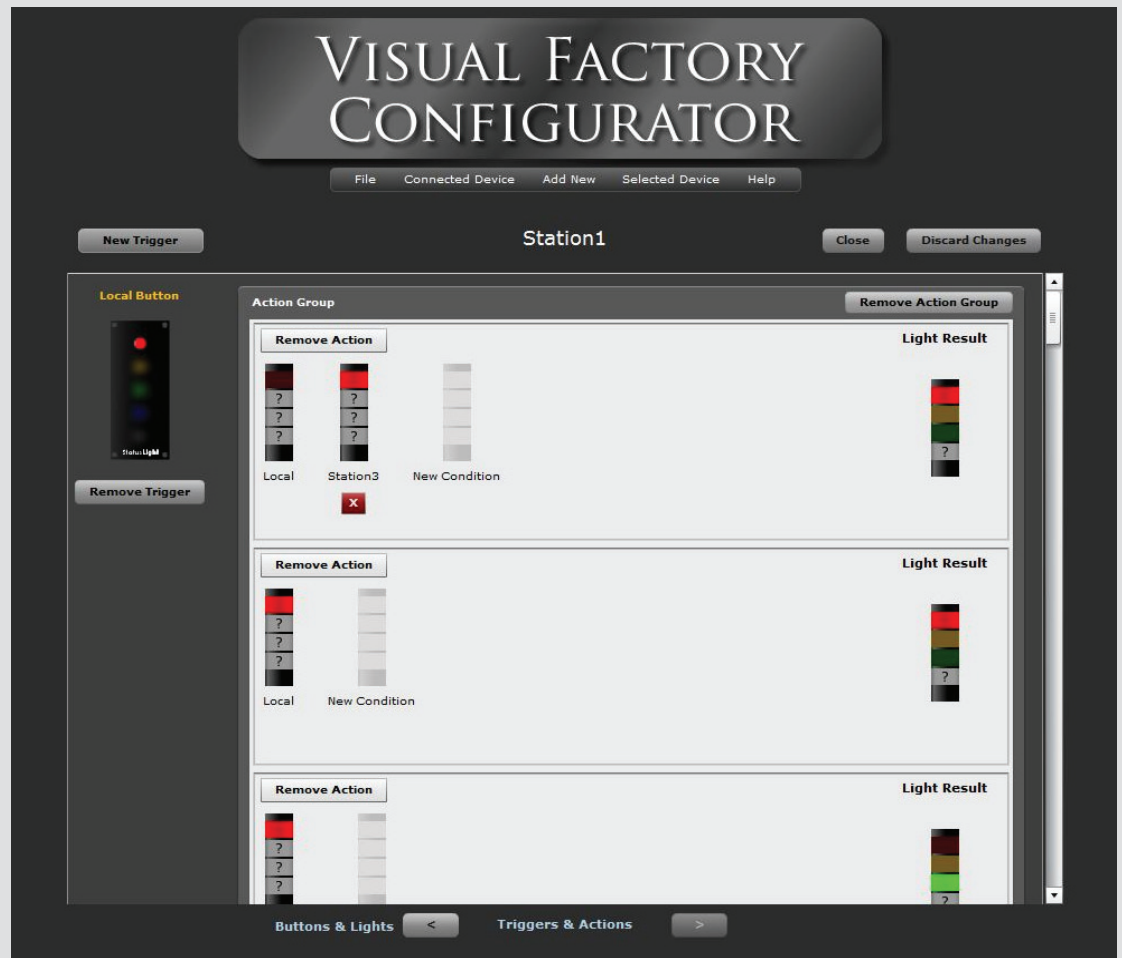 VISUAL FACTORY
CONFIGURATOR
File Connected Device Add New Selected Device Help
New Trigger
Station1
Close
Discard Changes
Local Button
Status Light
Remove Trigger
Action Group
Remove Action Group
Remove Action
Light Result
?
?
?
?
?
?
?
Local
Station3
New Condition
X
Remove Action
Light Result
?
?
?
?
Local
New Condition
Remove Action
Light Result
?
?
?
?
Buttons & Lights
<
Triggers & Actions
>